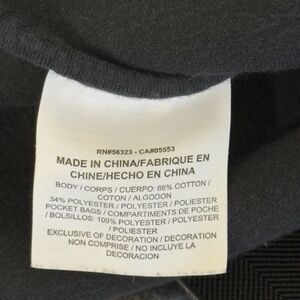 RN#56323 - CA#05553
MADE IN CHINA/FABRIQUE EN
CHINE/HECHO EN CHINA
BODY / CORPS / CUERPO: 66% COTTON /
COTON / ALGODON
34% POLYESTER / POLYESTER / POLIESTER
POCKET BAGS / COMPARTIMENTS DE POCHE
/ BOLSILLOS: 100% POLYESTER / POLYESTER
/ POLIESTER
EXCLUSIVE OF DECORATION / DECORATION
NON COMPRISE / NO INCLUYE LA
DECORACION